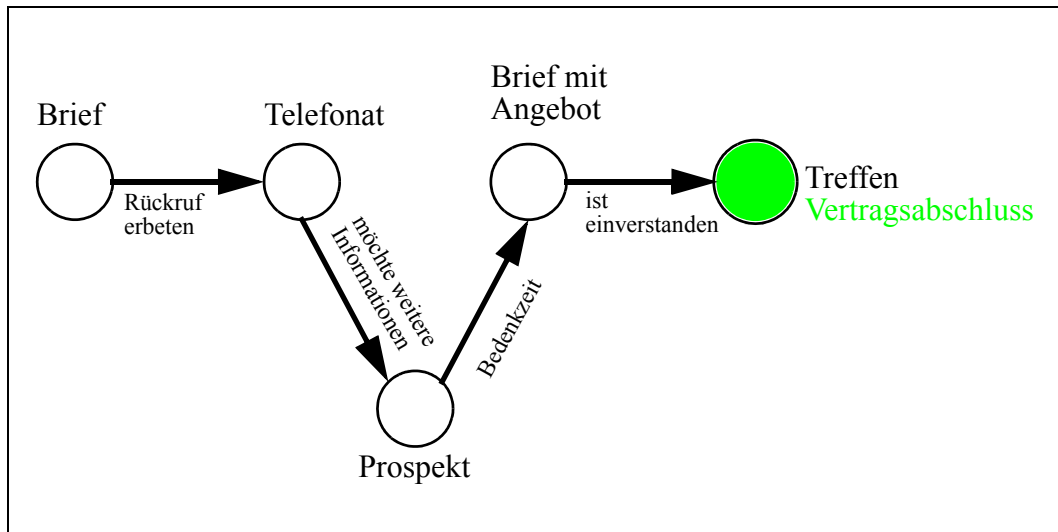 Brief
Rückruf
erbeten
Telefonat
möchte weitere
Informationen
Prospekt
Bedenkzeit
Brief mit
Angebot
ist
einverstanden
Treffen
Vertragsabschluss